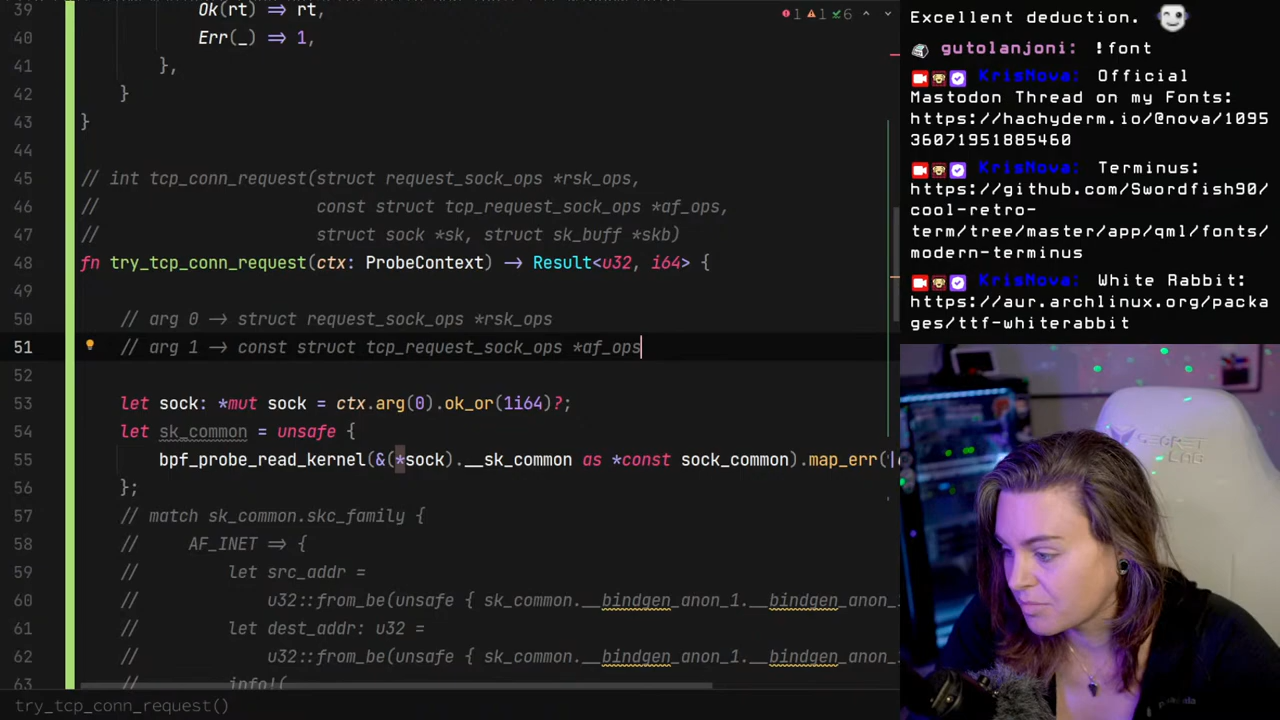 39 Ok(rt) => rt,
40 Err(_) => 1,
41 },
42 }
43 }
44
45 // int tcp_conn_request(struct request_sock_ops *rsk_ops,
46 // const struct tcp_request_sock_ops *af_ops,
47 // struct sock *sk, struct sk_buff *skb)
48 fn try_tcp_conn_request(ctx: ProbeContext) -> Result<u32, i64> {
49
50 // arg 0 -> struct request_sock_ops *rsk_ops
51 // arg 1 -> const struct tcp_request_sock_ops *af_ops
52
53 let sock: *mut sock = ctx.arg(0).ok_or(1i64)?;
54 let sk_common = unsafe {
55 bpf_probe_read_kernel(&(*sock).__sk_common as *const sock_common).map_err(
56 };
57 // match sk_common.skc_family {
58 // AF_INET => {
59 // let src_addr =
60 // u32::from_be(unsafe { sk_common.__bindgen_anon_1.__bindgen_anon_1.
61 // let dest_addr: u32 =
62 // u32::from_be(unsafe { sk_common.__bindgen_anon_1.__bindgen_anon_1.
63 // info!(
try_tcp_conn_request()
1 1 6
Excellent deduction.
gutolanjoni: !font
KrisNova: Official
Mastodon Thread on my Fonts:
https://hachyderm.io/@nova/1095
36071951885460
KrisNova: Terminus:
https://github.com/Swordfish90/
cool-retro-
term/tree/master/app/qml/fonts/
modern-terminus
KrisNova: White Rabbit:
https://aur.archlinux.org/packa
ges/ttf-whiterabbit